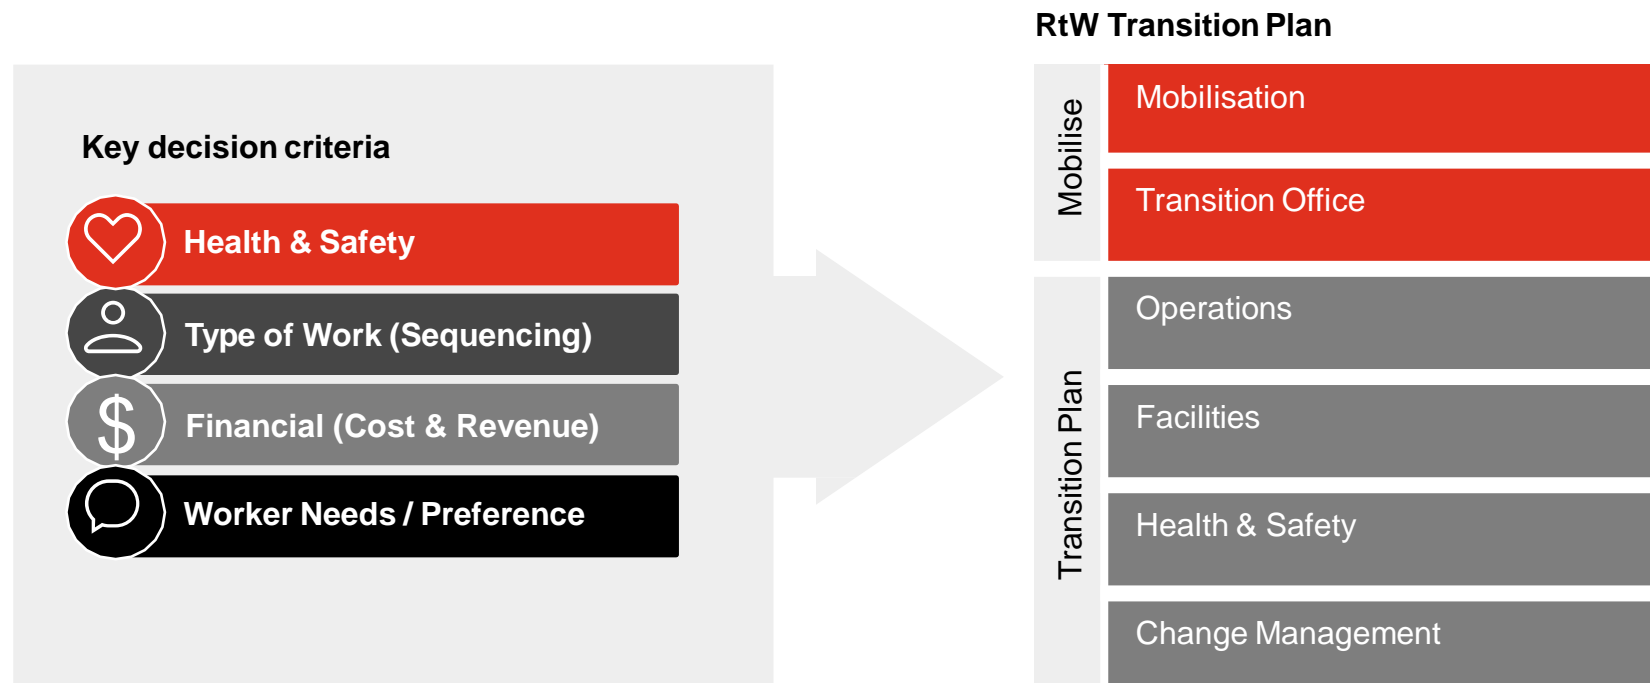 RtW Transition Plan
Key decision criteria
Health & Safety
Type of Work (Sequencing)
$
Financial (Cost & Revenue)
Worker Needs / Preference
Mobilise
Mobilisation
Transition Office
Transition Plan
Operations
Facilities
Health & Safety
Change Management